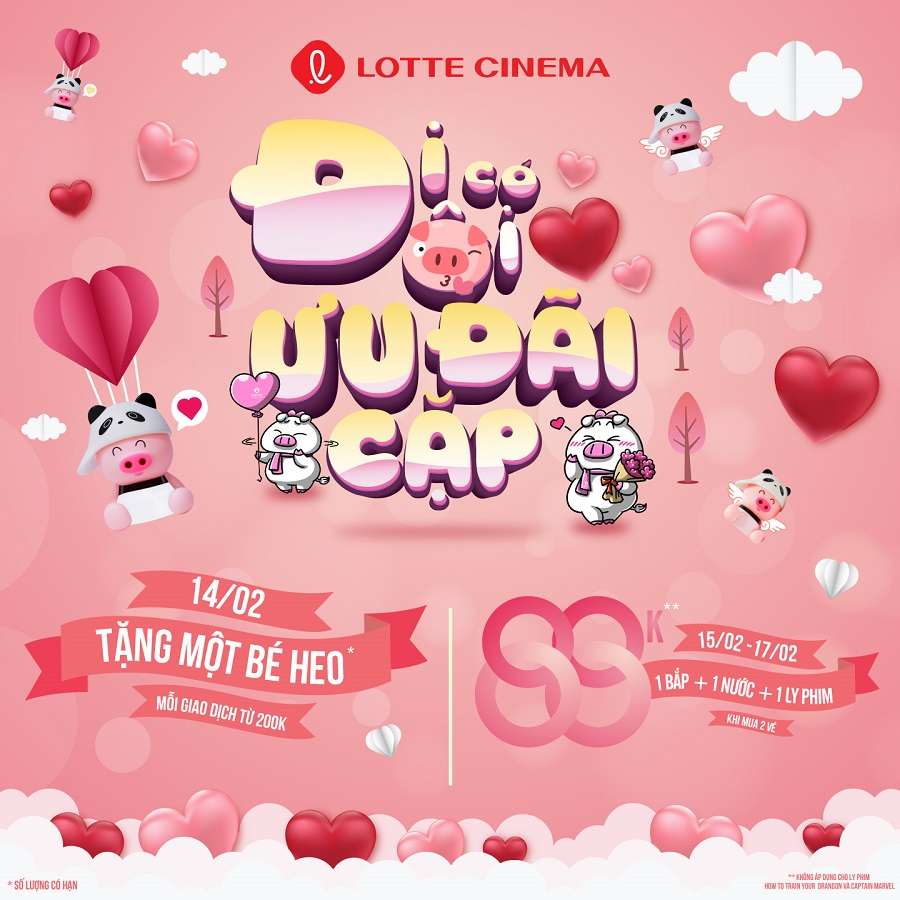 LOTTE CINEMA
Đi có
Đôi
ƯU ĐÃI
CẶP
14/02
TẶNG MỘT BÉ HEO*
MỖI GIAO DỊCH TỪ 200K
88K**
15/02 - 17/02
1 BẮP + 1 NƯỚC + 1 LY PHIM
KHI MUA 2 VÉ
* SỐ LƯỢNG CÓ HẠN
** KHÔNG ÁP DỤNG CHO LY PHIM
HOW TO TRAIN YOUR DRANGON VÀ CAPTAIN MARVEL